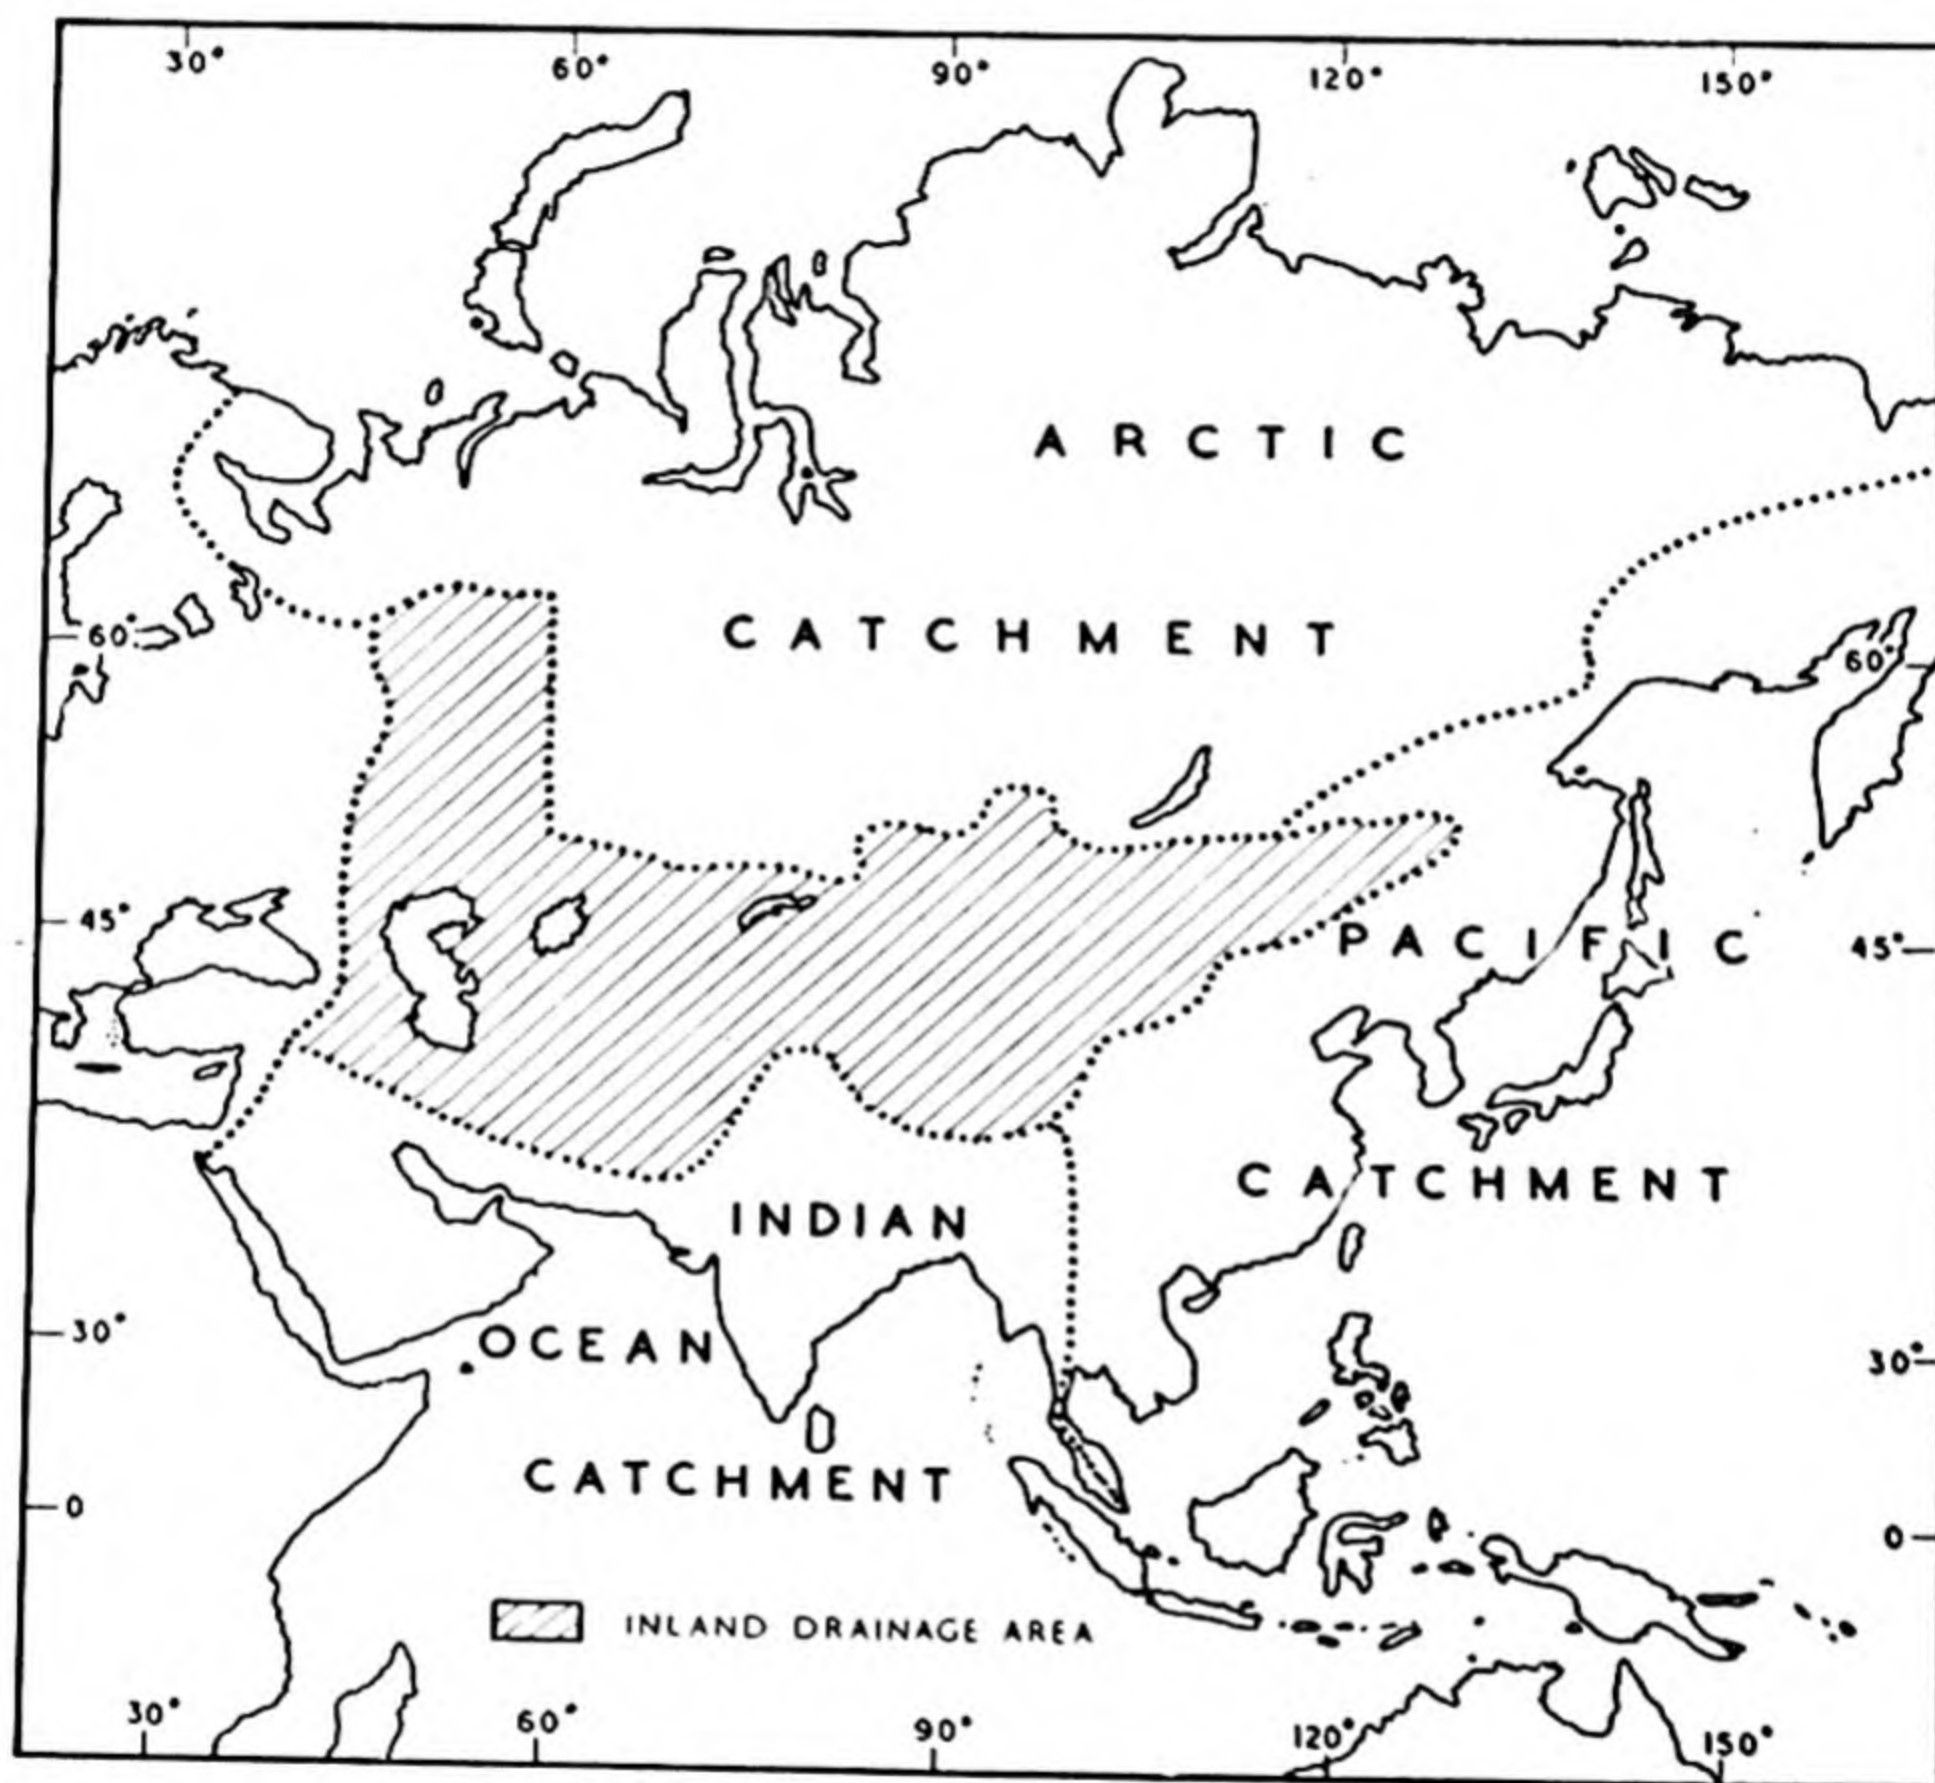 30° 60° 90° 120° 150°
ARCTIC
CATCHMENT
60° 60°
45° PACIFIC 45°
CATCHMENT
INDIAN
30° OCEAN 30°
CATCHMENT
0 0
INLAND DRAINAGE AREA
30° 60° 90° 120° 150°